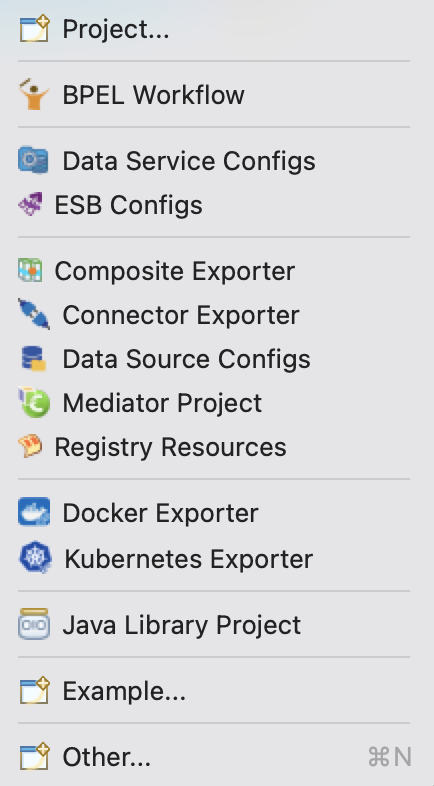 Project...
BPEL Workflow
Data Service Configs
ESB Configs
Composite Exporter
Connector Exporter
Data Source Configs
Mediator Project
Registry Resources
Docker Exporter
Kubernetes Exporter
Java Library Project
Example...
Other... ⌘N